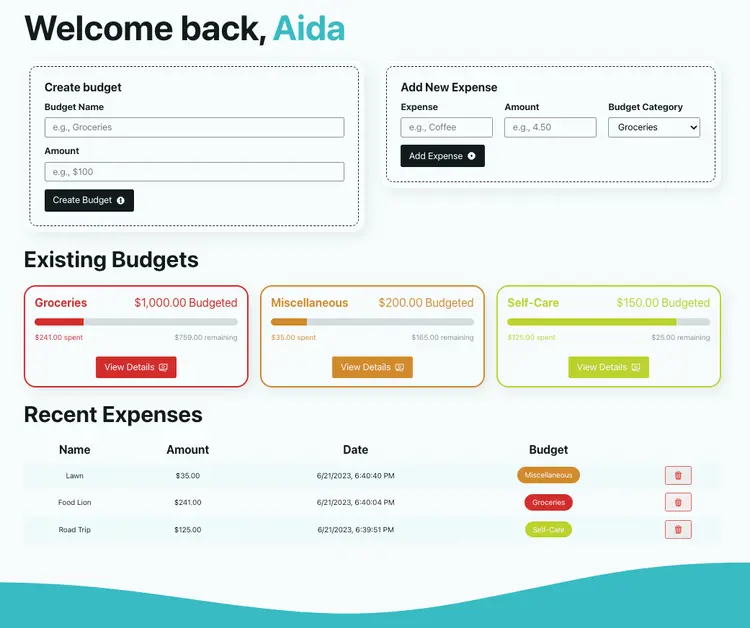 Welcome back, Aida
Create budget
Budget Name
e.g., Groceries
Amount
e.g., $100
Create Budget
Add New Expense
Expense Amount Budget Category
e.g., Coffee e.g., 4.50 Groceries
Add Expense
Existing Budgets
Groceries $1,000.00 Budgeted
$241.00 spent $759.00 remaining
View Details
Miscellaneous $200.00 Budgeted
$35.00 spent $165.00 remaining
View Details
Self-Care $150.00 Budgeted
$125.00 spent $25.00 remaining
View Details
Recent Expenses
Name Amount Date Budget
Lawn $35.00 6/21/2023, 6:40:40 PM Miscellaneous
Food Lion $241.00 6/21/2023, 6:40:04 PM Groceries
Road Trip $125.00 6/21/2023, 6:39:51 PM Self-Care